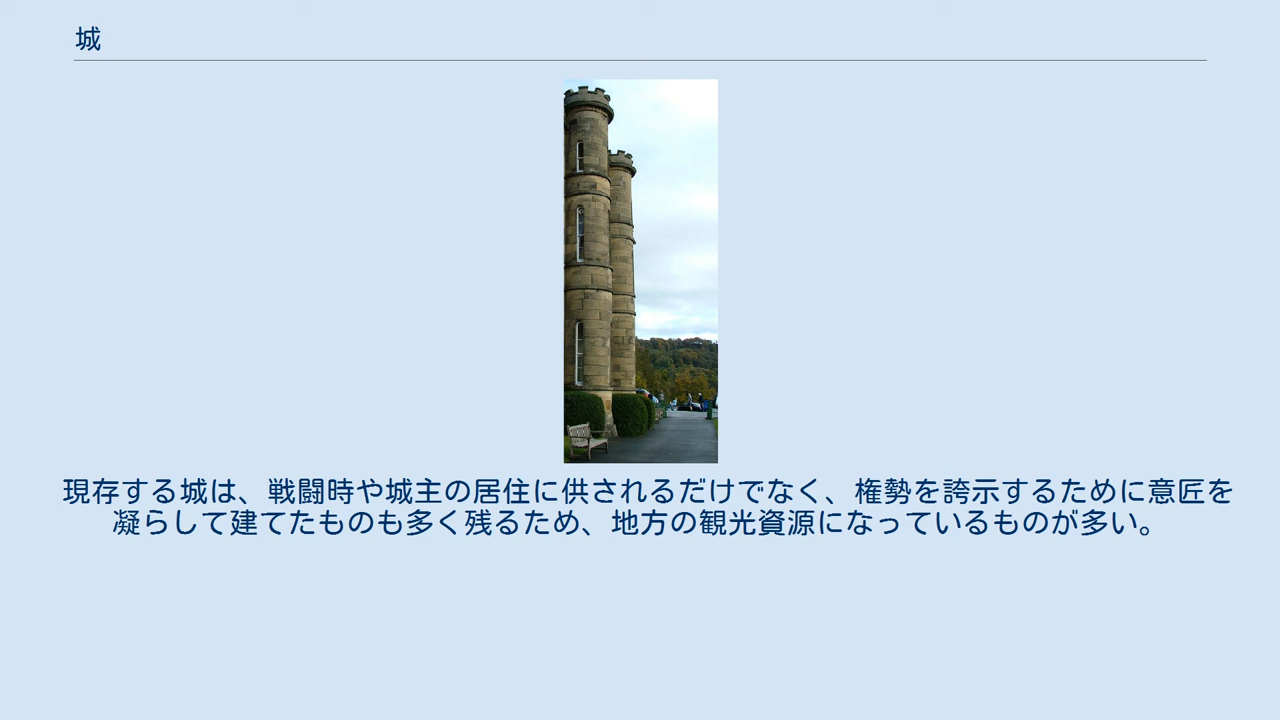 城
現存する城は、戦闘時や城主の居住に供されるだけでなく、権勢を誇示するために意匠を
凝らして建てたものも多く残るため、地方の観光資源になっているものが多い。